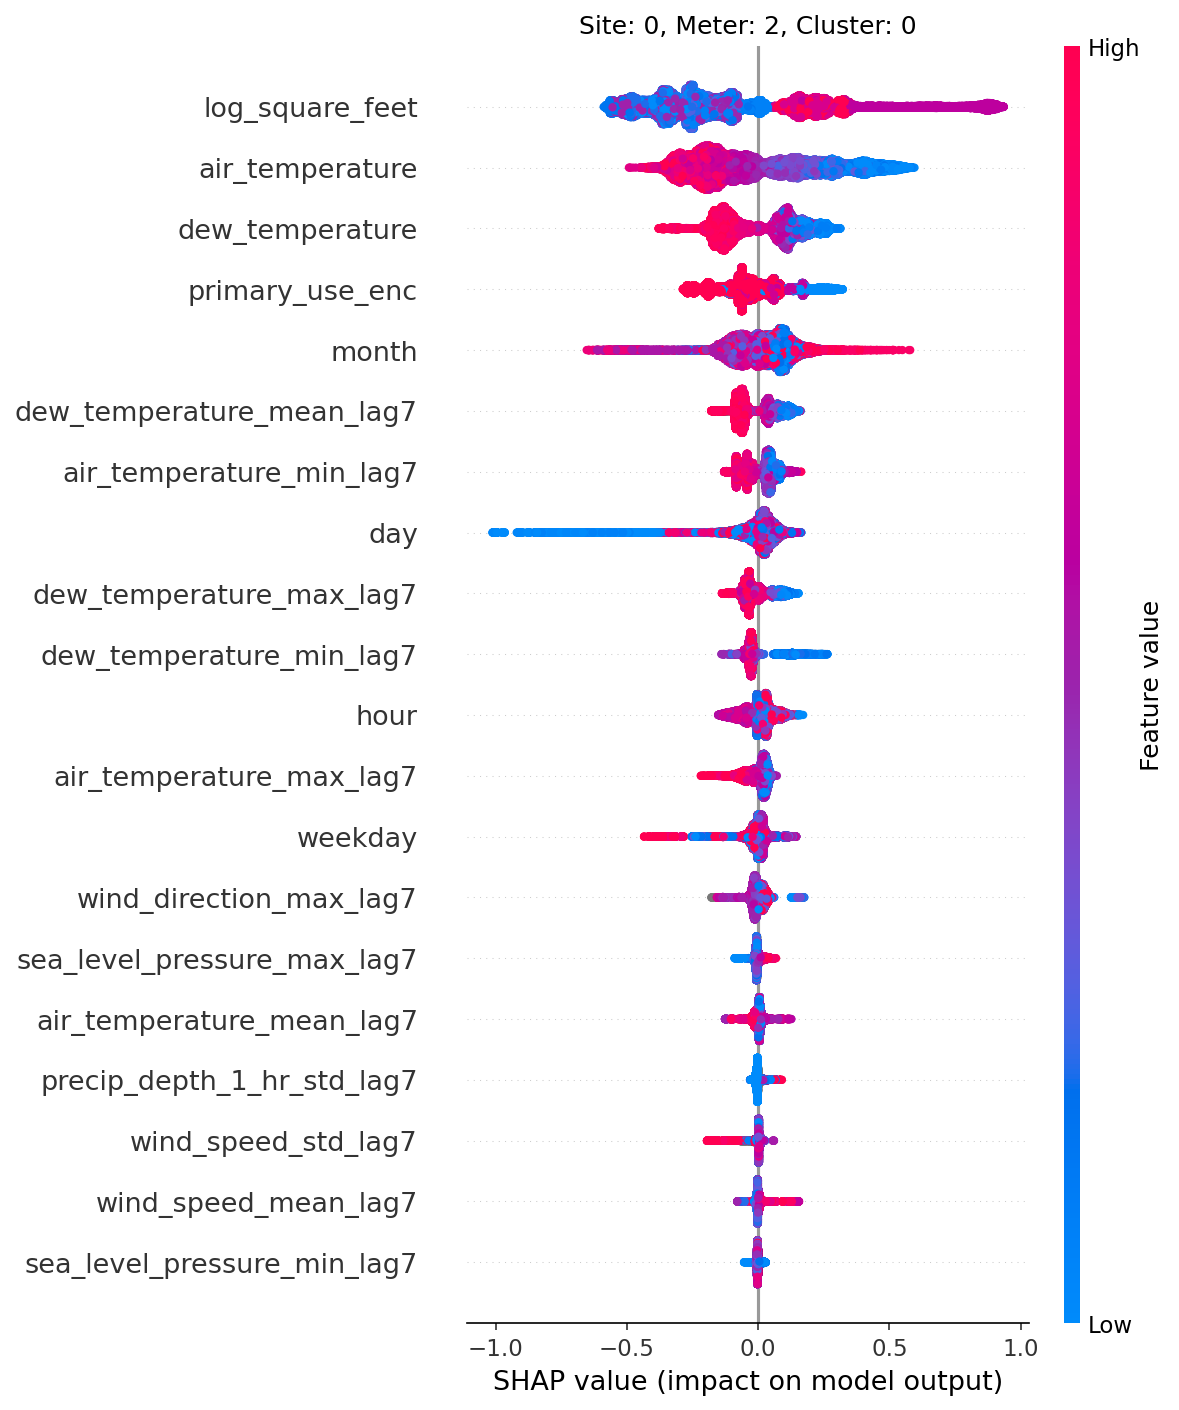 Site: 0, Meter: 2, Cluster: 0
High
log_square_feet
air_temperature
dew_temperature
primary_use_enc
month
dew_temperature_mean_lag7
air_temperature_min_lag7
day
dew_temperature_max_lag7
dew_temperature_min_lag7
hour
air_temperature_max_lag7
weekday
wind_direction_max_lag7
sea_level_pressure_max_lag7
air_temperature_mean_lag7
precip_depth_1_hr_std_lag7
wind_speed_std_lag7
wind_speed_mean_lag7
sea_level_pressure_min_lag7
Feature value
Low
−1.0 −0.5 0.0 0.5 1.0
SHAP value (impact on model output)